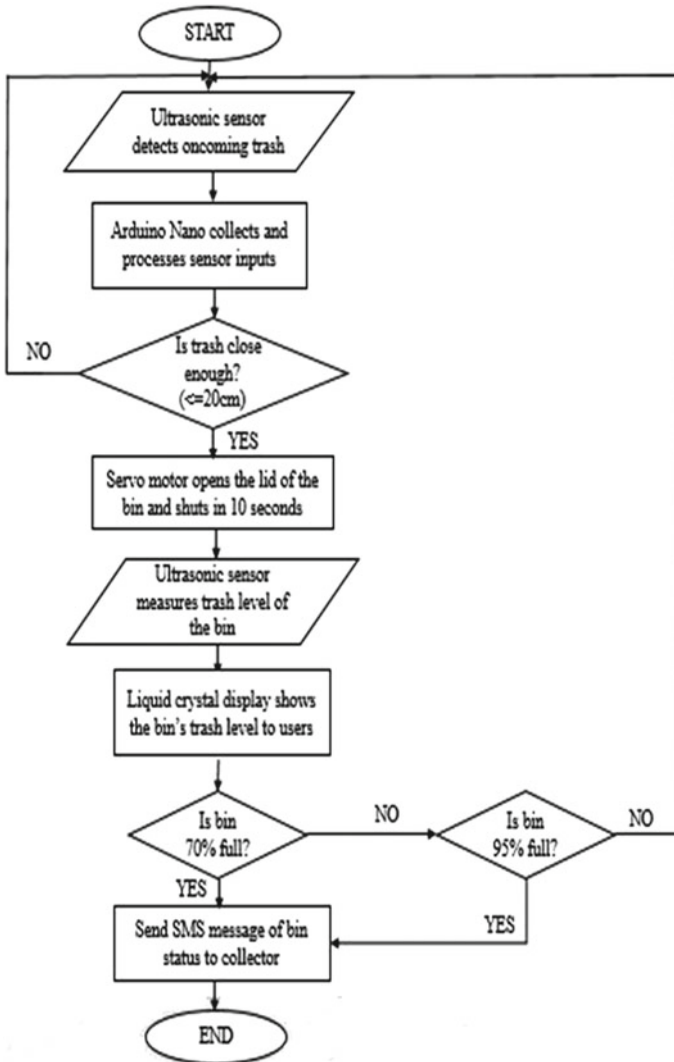 START
Ultrasonic sensor
detects oncoming trash
Arduino Nano collects and
processes sensor inputs
Is trash close
enough?
(<=20cm)
NO
YES
Servo motor opens the lid of the
bin and shuts in 10 seconds
Ultrasonic sensor
measures trash level of
the bin
Liquid crystal display shows
the bin's trash level to users
Is bin
70% full?
NO
Is bin
95% full?
NO
YES
YES
Send SMS message of bin
status to collector
END